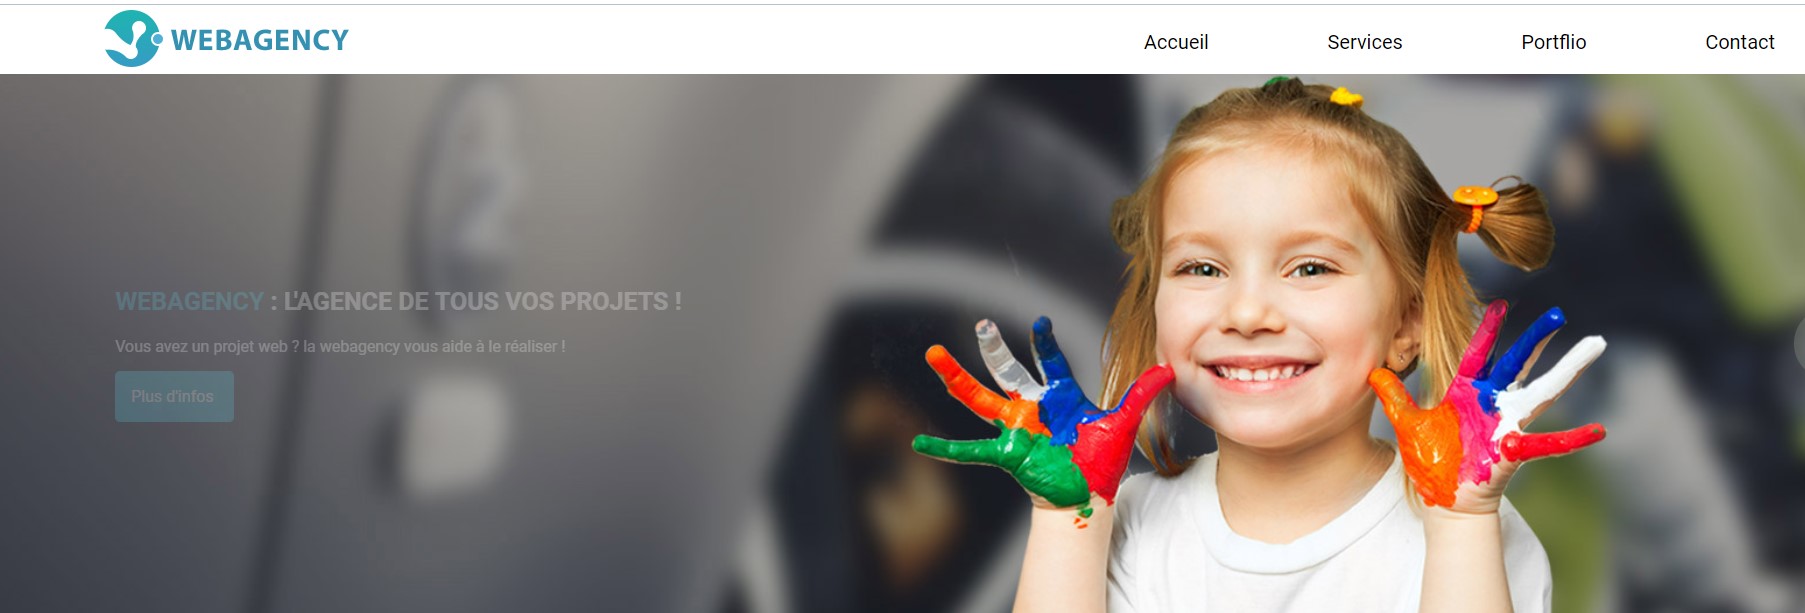 WEBAGENCY
Accueil Services Portflio Contact
WEBAGENCY : L'AGENCE DE TOUS VOS PROJETS !
Vous avez un projet web ? la webagency vous aide à le réaliser !
Plus d'infos